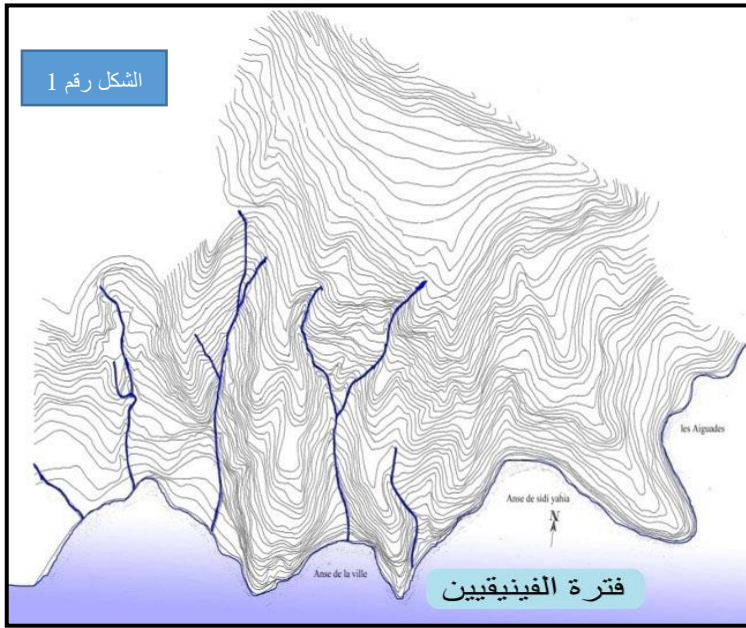 الشكل رقم 1
les Aiguades
Anse de sidi yahia
N
Anse de la ville
فترة الفينيقيين